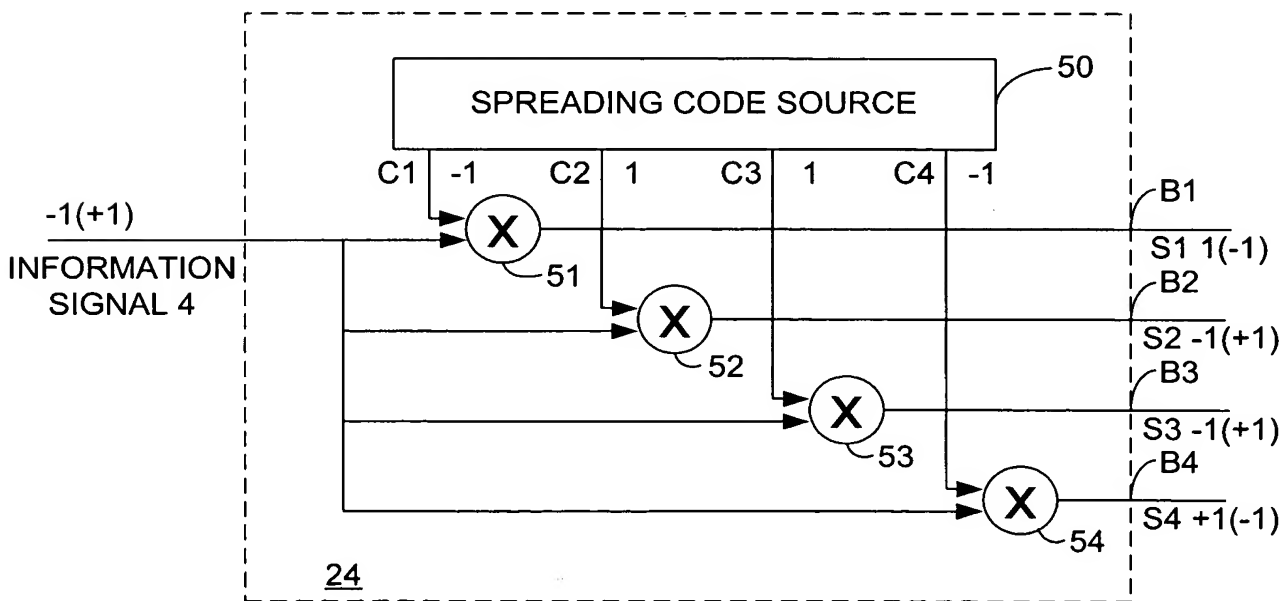 50
SPREADING CODE SOURCE
C1 -1 C2 1 C3 1 C4 -1
-1(+1)
INFORMATION
SIGNAL 4
X
51
B1
S1 1(-1)
X
52
B2
S2 -1(+1)
X
53
B3
S3 -1(+1)
X
54
B4
S4 +1(-1)
24